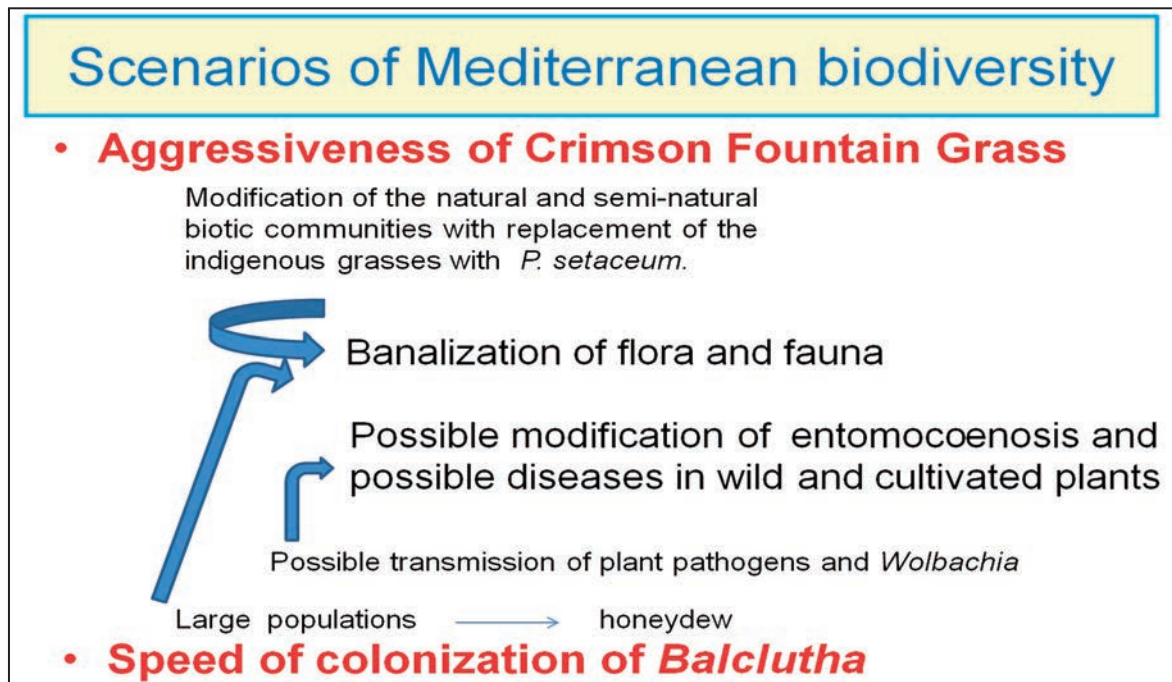 Scenarios of Mediterranean biodiversity
• Aggressiveness of Crimson Fountain Grass
Modification of the natural and semi-natural
biotic communities with replacement of the
indigenous grasses with P. setaceum.
Banalization of flora and fauna
Possible modification of entomocoenosis and
possible diseases in wild and cultivated plants
Possible transmission of plant pathogens and Wolbachia
Large populations honeydew
• Speed of colonization of Balclutha